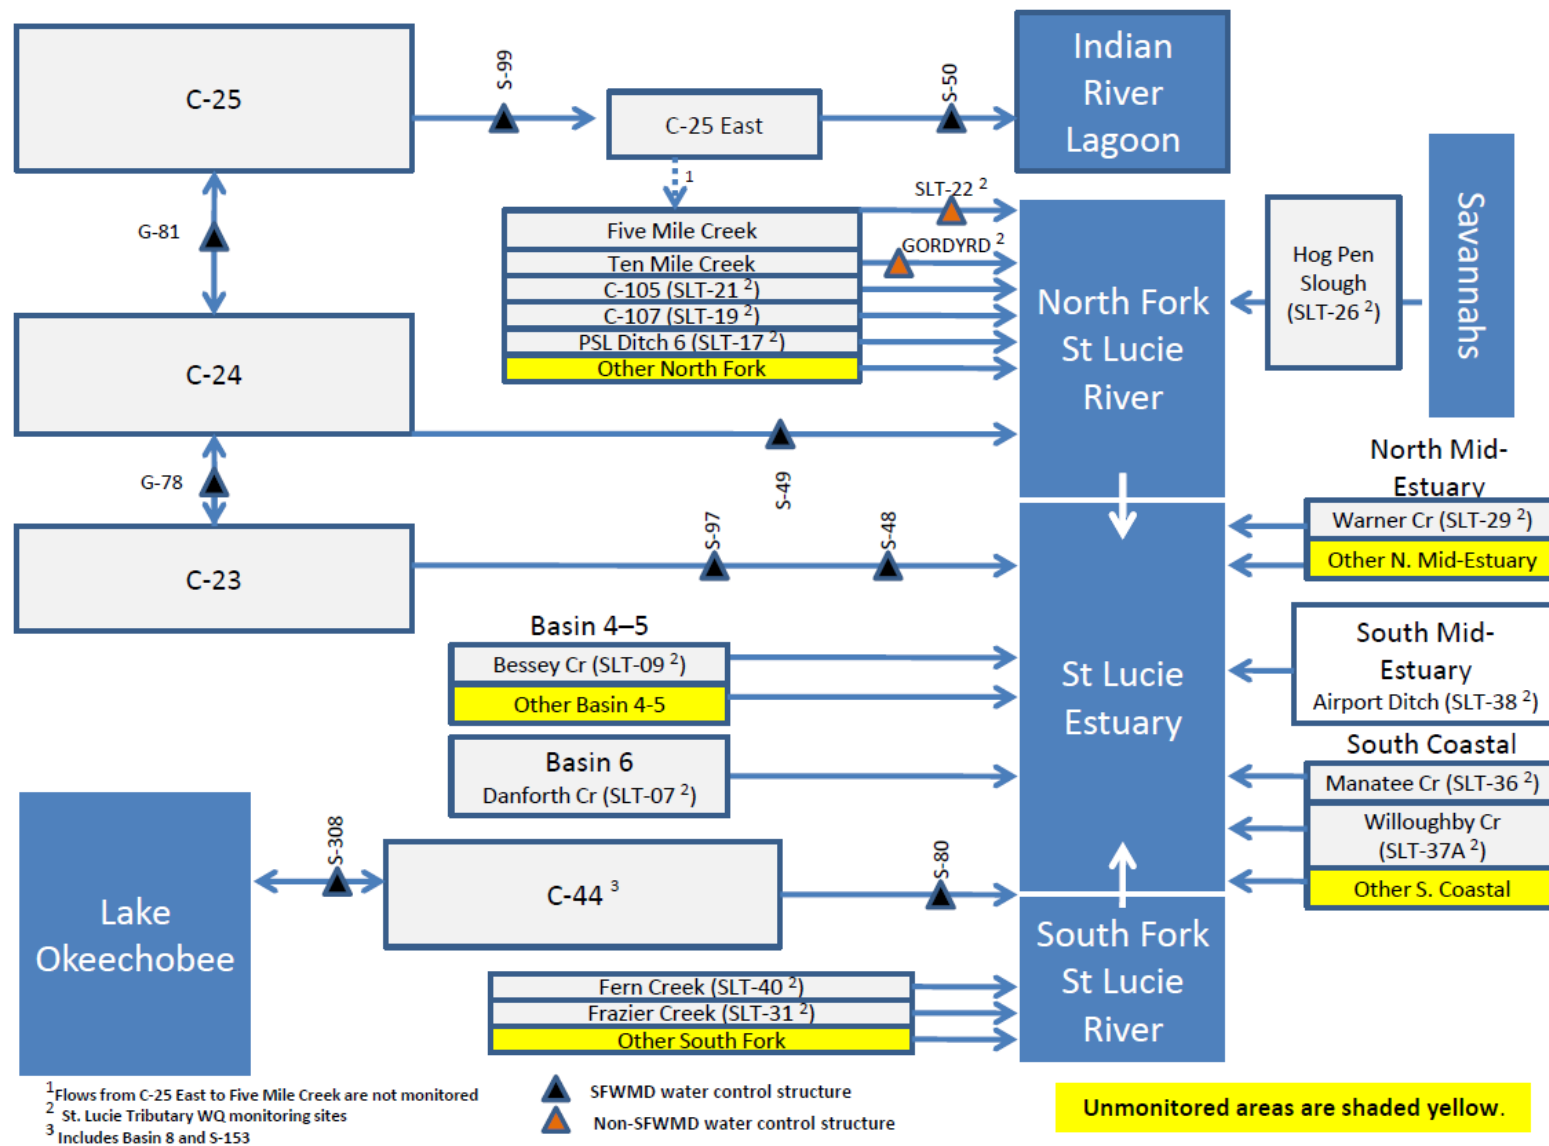 C-25
S-99
C-25 East
S-50
Indian
River
Lagoon
1
G-81
SLT-22 2
Five Mile Creek
GORDYRD 2
Ten Mile Creek
C-105 (SLT-21 2)
C-107 (SLT-19 2)
PSL Ditch 6 (SLT-17 2)
Other North Fork
North Fork
St Lucie
River
Hog Pen
Slough
(SLT-26 2)
Savannahs
C-24
S-49
G-78
C-23
S-97
S-48
North Mid-
Estuary
Warner Cr (SLT-29 2)
Other N. Mid-Estuary
Basin 4–5
Bessey Cr (SLT-09 2)
Other Basin 4-5
St Lucie
Estuary
South Mid-
Estuary
Airport Ditch (SLT-38 2)
Basin 6
Danforth Cr (SLT-07 2)
South Coastal
Manatee Cr (SLT-36 2)
Willoughby Cr
(SLT-37A 2)
Other S. Coastal
Lake
Okeechobee
S-308
C-44 3
S-80
South Fork
St Lucie
River
Fern Creek (SLT-40 2)
Frazier Creek (SLT-31 2)
Other South Fork
1 Flows from C-25 East to Five Mile Creek are not monitored
2 St. Lucie Tributary WQ monitoring sites
3 Includes Basin 8 and S-153
SFWMD water control structure
Non-SFWMD water control structure
Unmonitored areas are shaded yellow.